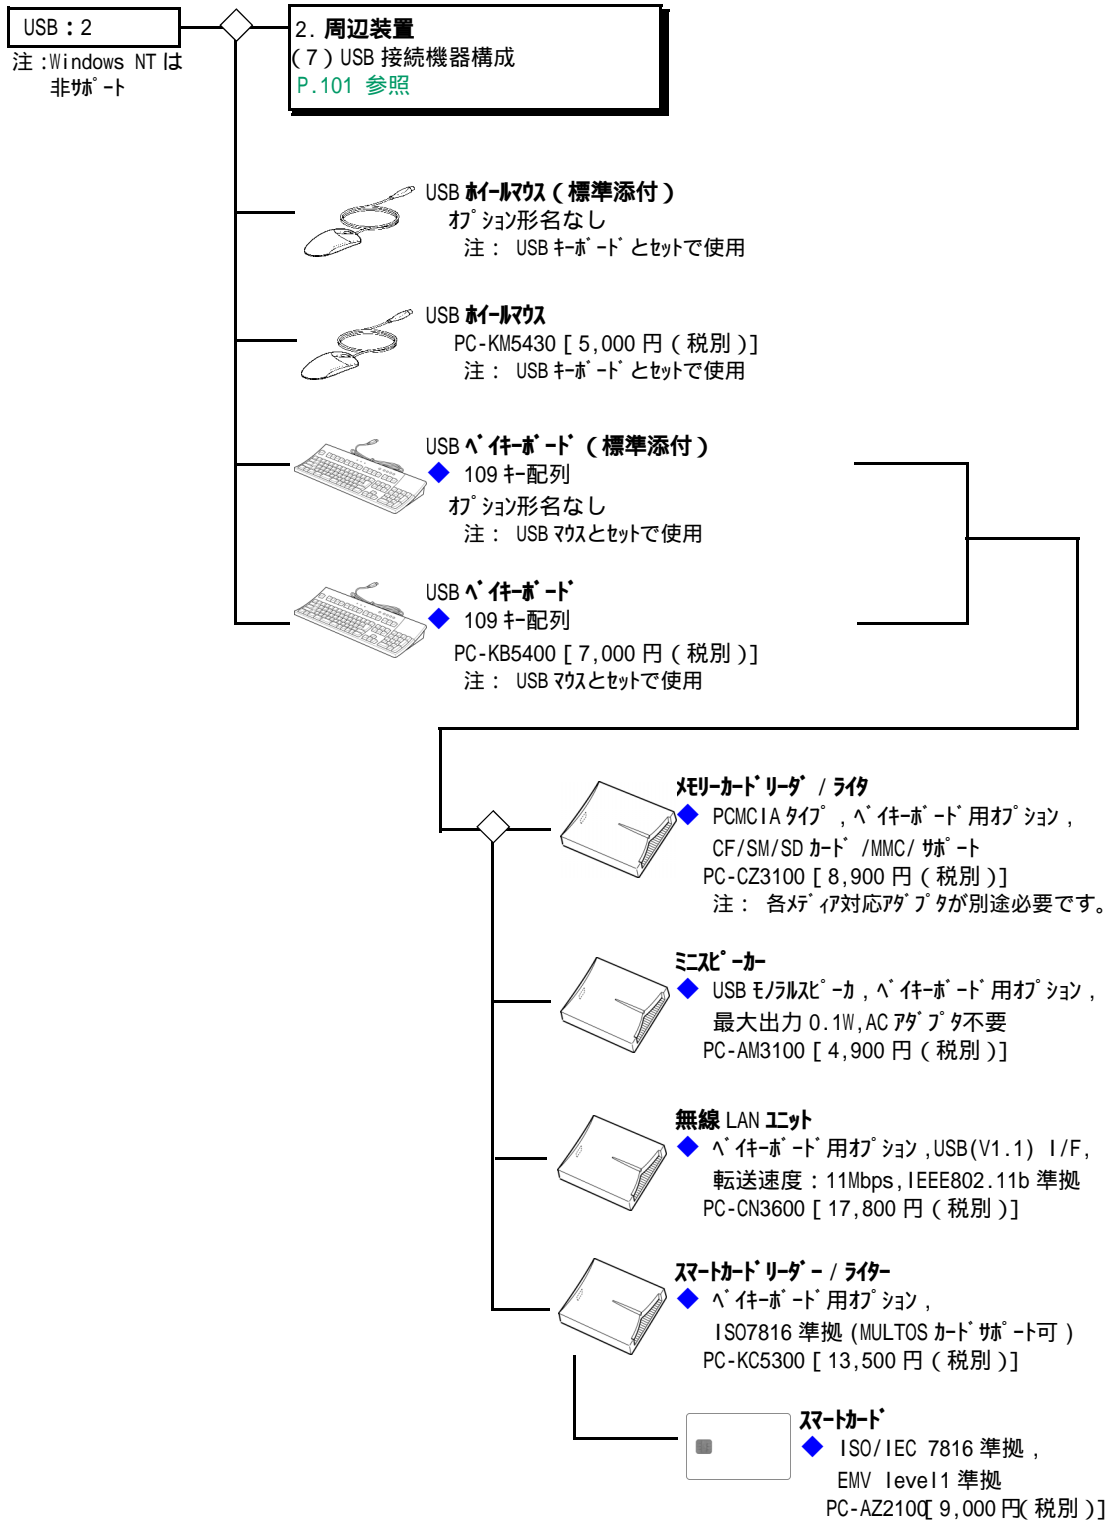 USB：2
注：Windows NT は
非ｻﾎﾟｰﾄ
2. 周辺装置
(７) USB 接続機器構成
P.101 参照
USB ﾎｲｰﾙﾏｳｽ ( 標準添付 )
ｵﾌﾟｼｮﾝ形名なし
注： USB ｷｰﾎﾞｰﾄﾞとｾｯﾄで使用
USB ﾎｲｰﾙﾏｳｽ
PC-KM5430 [ 5,000 円 ( 税別 )]
注： USB ｷｰﾎﾞｰﾄﾞとｾｯﾄで使用
USB ﾍﾞｲｷｰﾎﾞｰﾄﾞ ( 標準添付 )
◆ 109 ｷｰ配列
ｵﾌﾟｼｮﾝ形名なし
注： USB ﾏｳｽとｾｯﾄで使用
USB ﾍﾞｲｷｰﾎﾞｰﾄﾞ
◆ 109 ｷｰ配列
PC-KB5400 [ 7,000 円 ( 税別 )]
注： USB ﾏｳｽとｾｯﾄで使用
ﾒﾓﾘｰｶｰﾄﾞﾘｰﾀﾞ / ﾗｲﾀ
◆ PCMCIA ﾀｲﾌﾟ , ﾍﾞｲｷｰﾎﾞｰﾄﾞ用ｵﾌﾟｼｮﾝ ,
CF/SM/SD ｶｰﾄﾞ /MMC/ ｻﾎﾟｰﾄ
PC-CZ3100 [ 8,900 円 ( 税別 )]
注： 各ﾒﾃﾞｨｱ対応ｱﾀﾞﾌﾟﾀが別途必要です。
ﾐﾆｽﾋﾟｰｶｰ
◆ USB ﾓﾉﾗﾙｽﾋﾟｰｶ , ﾍﾞｲｷｰﾎﾞｰﾄﾞ用ｵﾌﾟｼｮﾝ ,
最大出力 0.1W,AC ｱﾀﾞﾌﾟﾀ不要
PC-AM3100 [ 4,900 円 ( 税別 )]
無線 LAN ﾕﾆｯﾄ
◆ ﾍﾞｲｷｰﾎﾞｰﾄﾞ用ｵﾌﾟｼｮﾝ ,USB(V1.1) I/F,
転送速度：11Mbps,IEEE802.11b 準拠
PC-CN3600 [ 17,800 円 ( 税別 )]
ｽﾏｰﾄｶｰﾄﾞﾘｰﾀﾞｰ / ﾗｲﾀｰ
◆ ﾍﾞｲｷｰﾎﾞｰﾄﾞ用ｵﾌﾟｼｮﾝ ,
ISO7816 準拠 (MULTOS ｶｰﾄﾞｻﾎﾟｰﾄ可 )
PC-KC5300 [ 13,500 円 ( 税別 )]
ｽﾏｰﾄｶｰﾄﾞ
◆ ISO/IEC 7816 準拠 ,
EMV level1 準拠
PC-AZ2100[ 9,000 円( 税別 )]